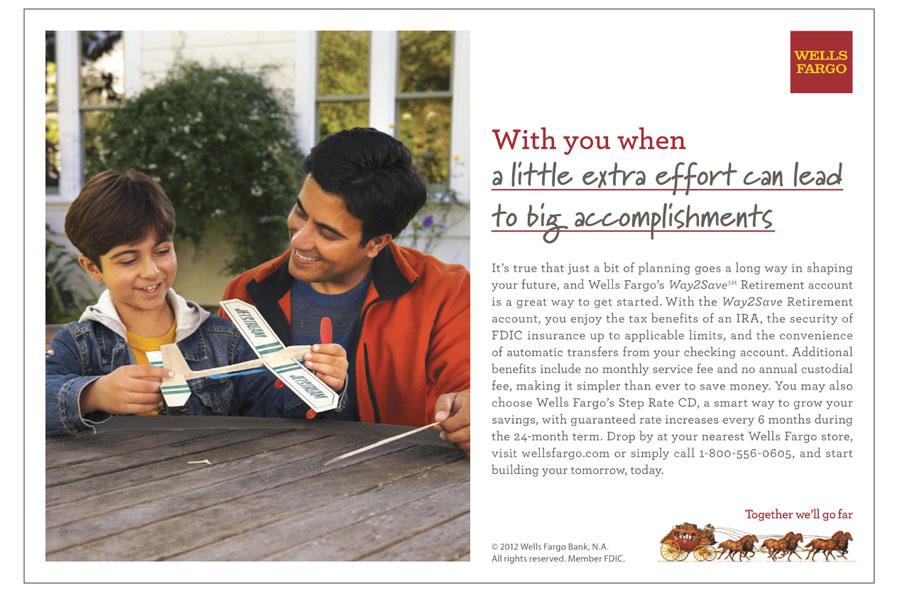 WELLS
FARGO
With you when
a little extra effort can lead
to big accomplishments
It's true that just a bit of planning goes a long way in shaping
your future, and Wells Fargo's Way2Save℠ Retirement account
is a great way to get started. With the Way2Save Retirement
account, you enjoy the tax benefits of an IRA, the security of
FDIC insurance up to applicable limits, and the convenience
of automatic transfers from your checking account. Additional
benefits include no monthly service fee and no annual custodial
fee, making it simpler than ever to save money. You may also
choose Wells Fargo's Step Rate CD, a smart way to grow your
savings, with guaranteed rate increases every 6 months during
the 24-month term. Drop by at your nearest Wells Fargo store,
visit wellsfargo.com or simply call 1-800-556-0605, and start
building your tomorrow, today.
Together we'll go far
© 2012 Wells Fargo Bank, N.A.
All rights reserved. Member FDIC.
JETSTREAM
JETSTREAM